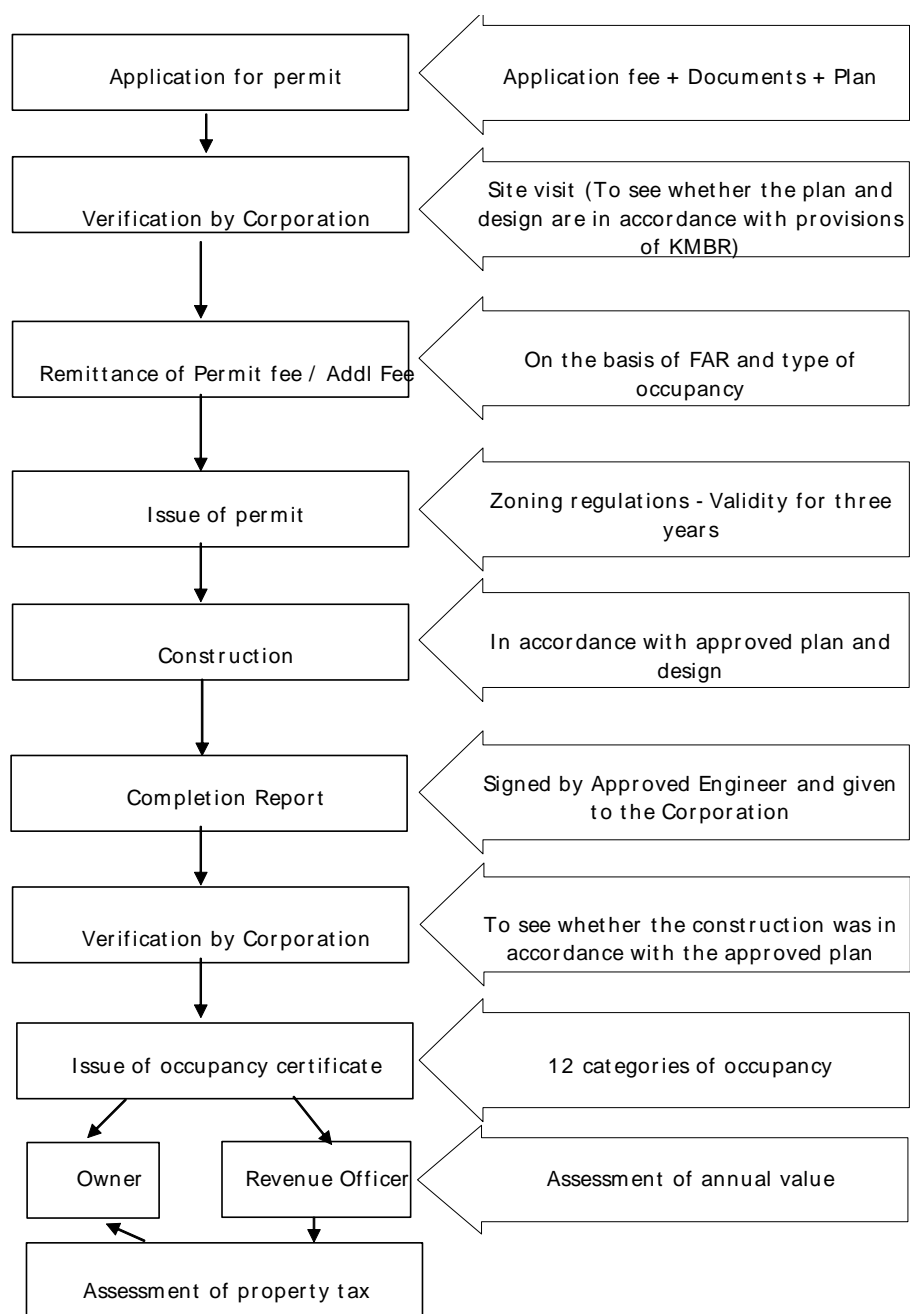 Application for permit
Application fee + Documents + Plan
Verification by Corporation
Site visit (To see whether the plan and
design are in accordance with provisions
of KMBR)
Remittance of Permit fee / Addl Fee
On the basis of FAR and type of
occupancy
Issue of permit
Zoning regulations - Validity for three
years
Construction
In accordance with approved plan and
design
Completion Report
Signed by Approved Engineer and given
to the Corporation
Verification by Corporation
To see whether the construction was in
accordance with the approved plan
Issue of occupancy certificate
12 categories of occupancy
Owner
Revenue Officer
Assessment of annual value
Assessment of property tax